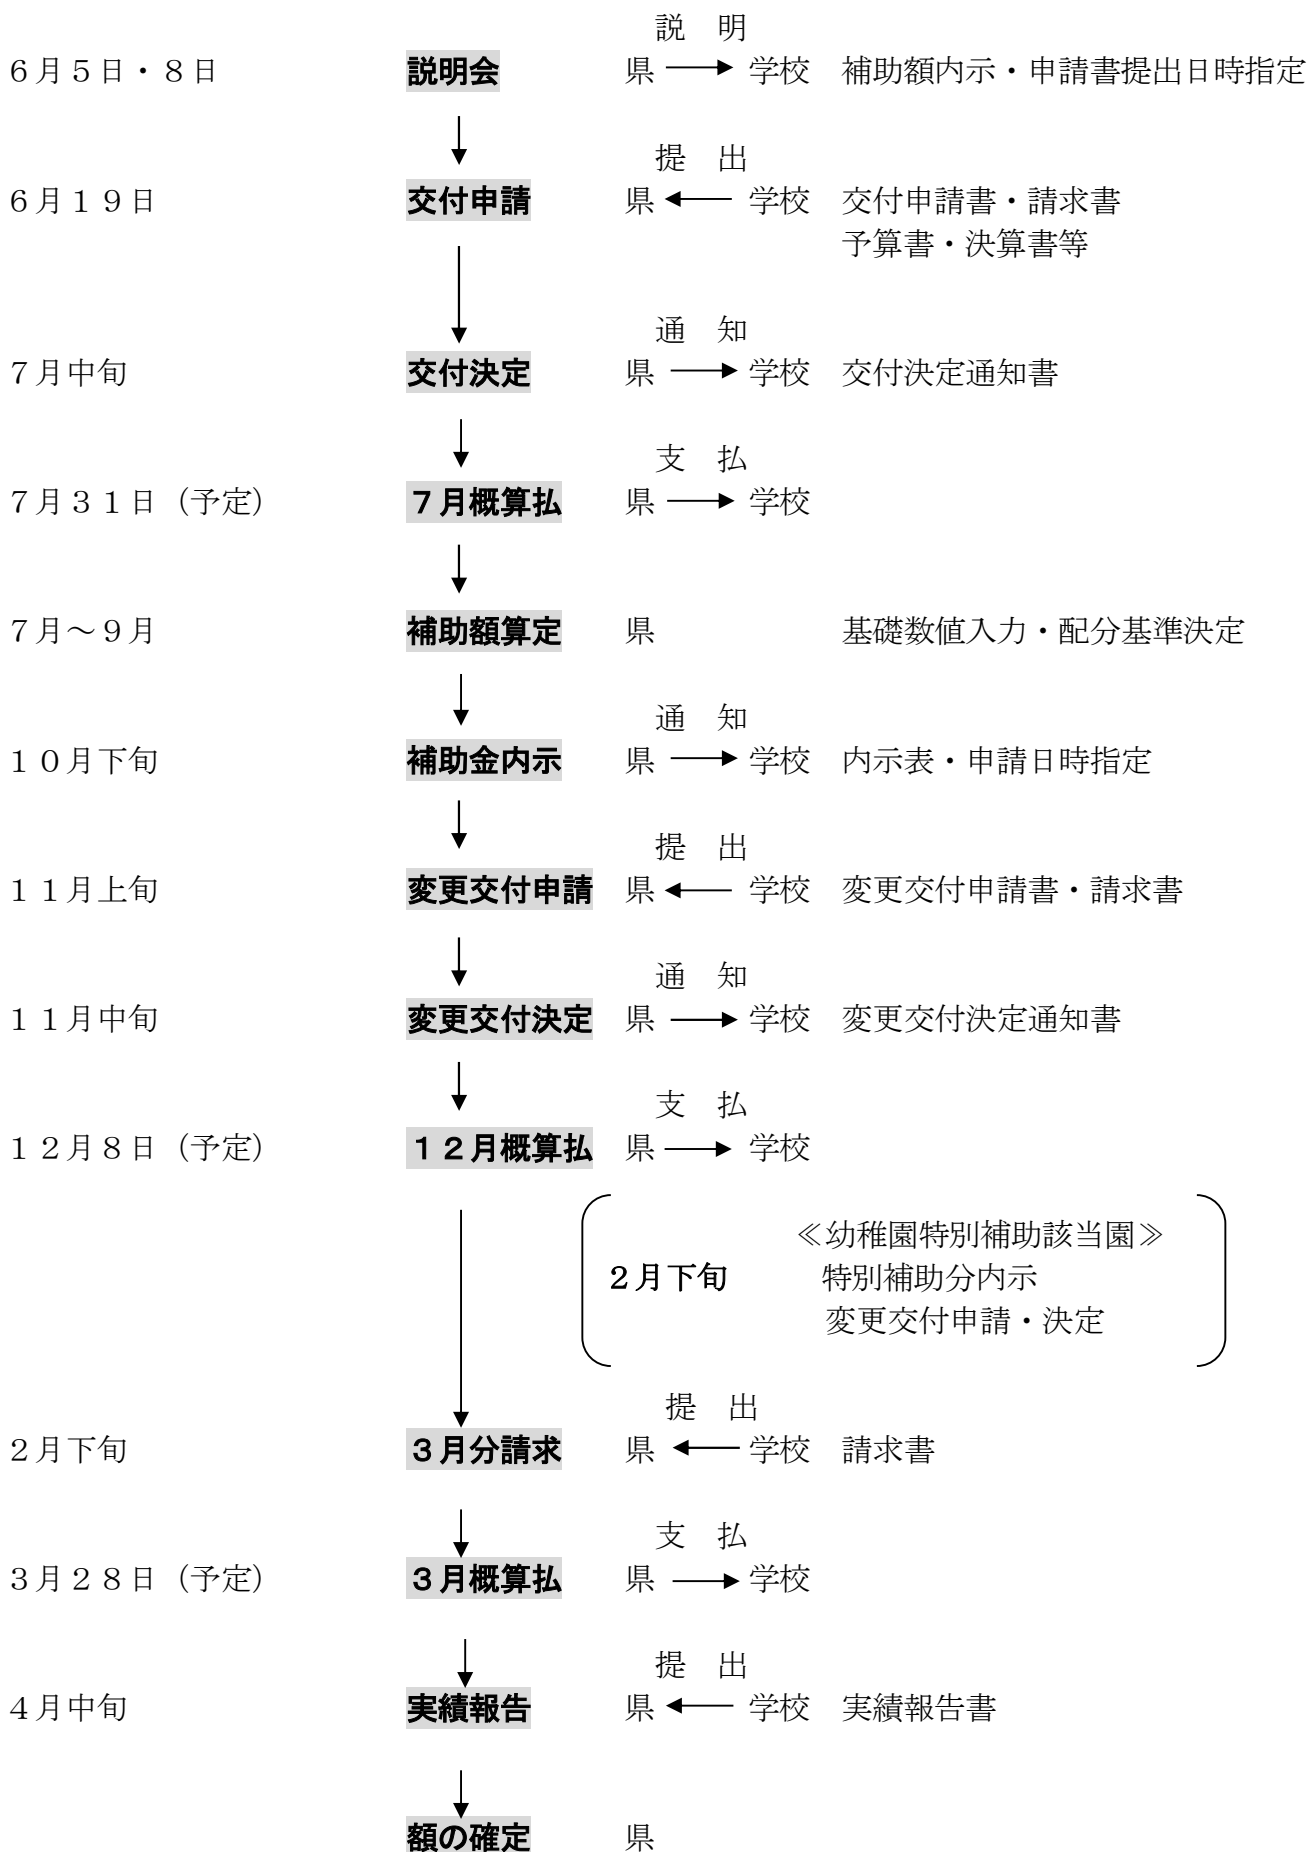 説　明
６月５日・８日　説明会　県　学校　補助額内示・申請書提出日時指定
提　出
６月１９日　交付申請　県　学校　交付申請書・請求書
予算書・決算書等
通　知
７月中旬　交付決定　県　学校　交付決定通知書
支　払
７月３１日（予定）　７月概算払　県　学校
７月～９月　補助額算定　県　基礎数値入力・配分基準決定
通　知
１０月下旬　補助金内示　県　学校　内示表・申請日時指定
提　出
１１月上旬　変更交付申請　県　学校　変更交付申請書・請求書
通　知
１１月中旬　変更交付決定　県　学校　変更交付決定通知書
支　払
１２月８日（予定）　１２月概算払　県　学校
≪幼稚園特別補助該当園≫
２月下旬　特別補助分内示
変更交付申請・決定
提　出
２月下旬　３月分請求　県　学校　請求書
支　払
３月２８日（予定）　３月概算払　県　学校
提　出
４月中旬　実績報告　県　学校　実績報告書
額の確定　県